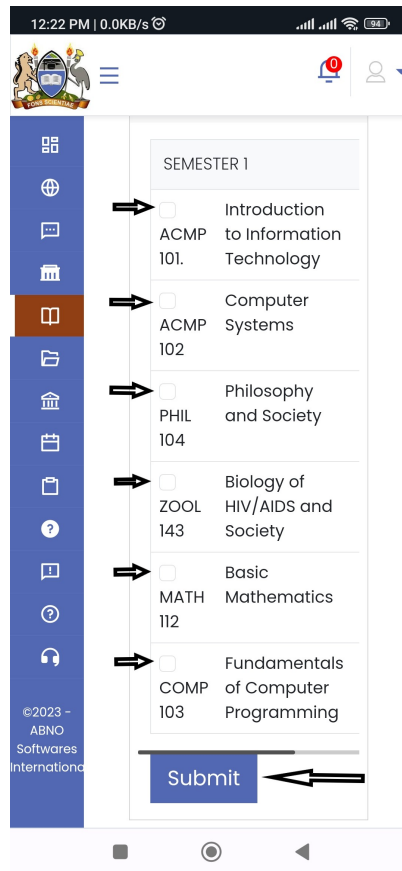 12:22 PM | 0.0KB/s
94
FONS SCIENTIAE
0
SEMESTER 1
ACMP 101.
Introduction to Information Technology
ACMP 102
Computer Systems
PHIL 104
Philosophy and Society
ZOOL 143
Biology of HIV/AIDS and Society
MATH 112
Basic Mathematics
COMP 103
Fundamentals of Computer Programming
©2023 -
ABNO
Softwares
Internationa
Submit